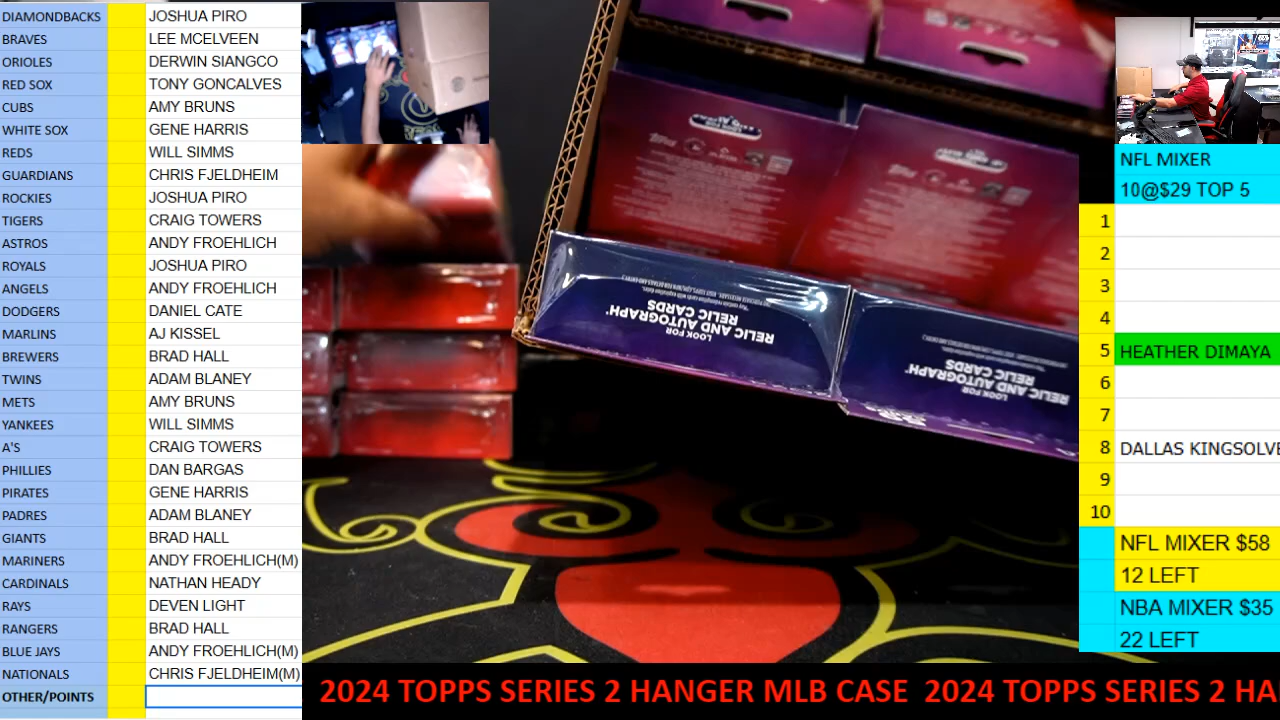 DIAMONDBACKS JOSHUA PIRO
BRAVES LEE MCELVEEN
ORIOLES DERWIN SIANGCO
RED SOX TONY GONCALVES
CUBS AMY BRUNS
WHITE SOX GENE HARRIS
REDS WILL SIMMS
GUARDIANS CHRIS FJELDHEIM
ROCKIES JOSHUA PIRO
TIGERS CRAIG TOWERS
ASTROS ANDY FROEHLICH
ROYALS JOSHUA PIRO
ANGELS ANDY FROEHLICH
DODGERS DANIEL CATE
MARLINS AJ KISSEL
BREWERS BRAD HALL
TWINS ADAM BLANEY
METS AMY BRUNS
YANKEES WILL SIMMS
A'S CRAIG TOWERS
PHILLIES DAN BARGAS
PIRATES GENE HARRIS
PADRES ADAM BLANEY
GIANTS BRAD HALL
MARINERS ANDY FROEHLICH(M)
CARDINALS NATHAN HEADY
RAYS DEVEN LIGHT
RANGERS BRAD HALL
BLUE JAYS ANDY FROEHLICH(M)
NATIONALS CHRIS FJELDHEIM(M)
OTHER/POINTS
topps
topps
LOOK FOR
RELIC AND AUTOGRAPH
RELIC CARDS
LOOK FOR
RELIC AND AUTOGRAPH
RELIC CARDS
NFL MIXER
10@$29 TOP 5
1
2
3
4
5 HEATHER DIMAYA
6
7
8 DALLAS KINGSOLVE
9
10
NFL MIXER $58
12 LEFT
NBA MIXER $35
22 LEFT
2024 TOPPS SERIES 2 HANGER MLB CASE 2024 TOPPS SERIES 2 HA